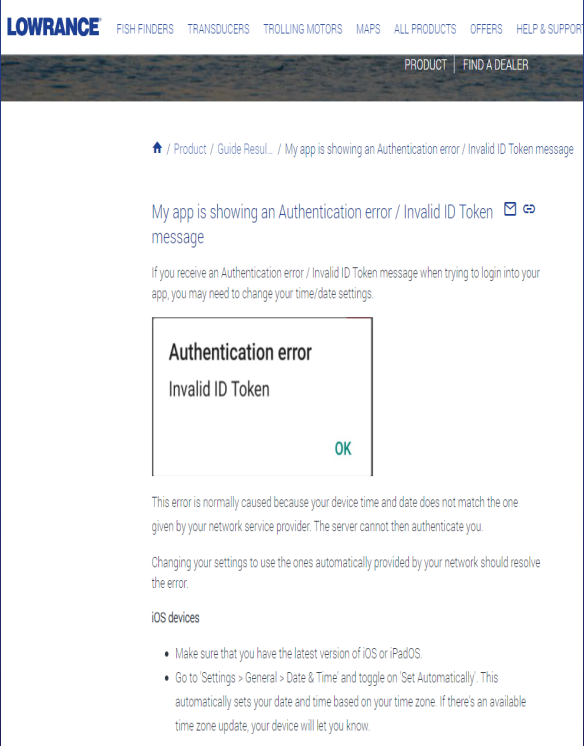 LOWRANCE FISH FINDERS TRANSDUCERS TROLLING MOTORS MAPS ALL PRODUCTS OFFERS HELP & SUPPORT
PRODUCT | FIND A DEALER
/ Product / Guide Resul... / My app is showing an Authentication error / Invalid ID Token message
My app is showing an Authentication error / Invalid ID Token
message
If you receive an Authentication error / Invalid ID Token message when trying to login into your
app, you may need to change your time/date settings.
Authentication error
Invalid ID Token
OK
This error is normally caused because your device time and date does not match the one
given by your network service provider. The server cannot then authenticate you.
Changing your settings to use the ones automatically provided by your network should resolve
the error.
iOS devices
• Make sure that you have the latest version of iOS or iPadOS.
• Go to 'Settings > General > Date & Time' and toggle on 'Set Automatically'. This
automatically sets your date and time based on your time zone. If there's an available
time zone update, your device will let you know.